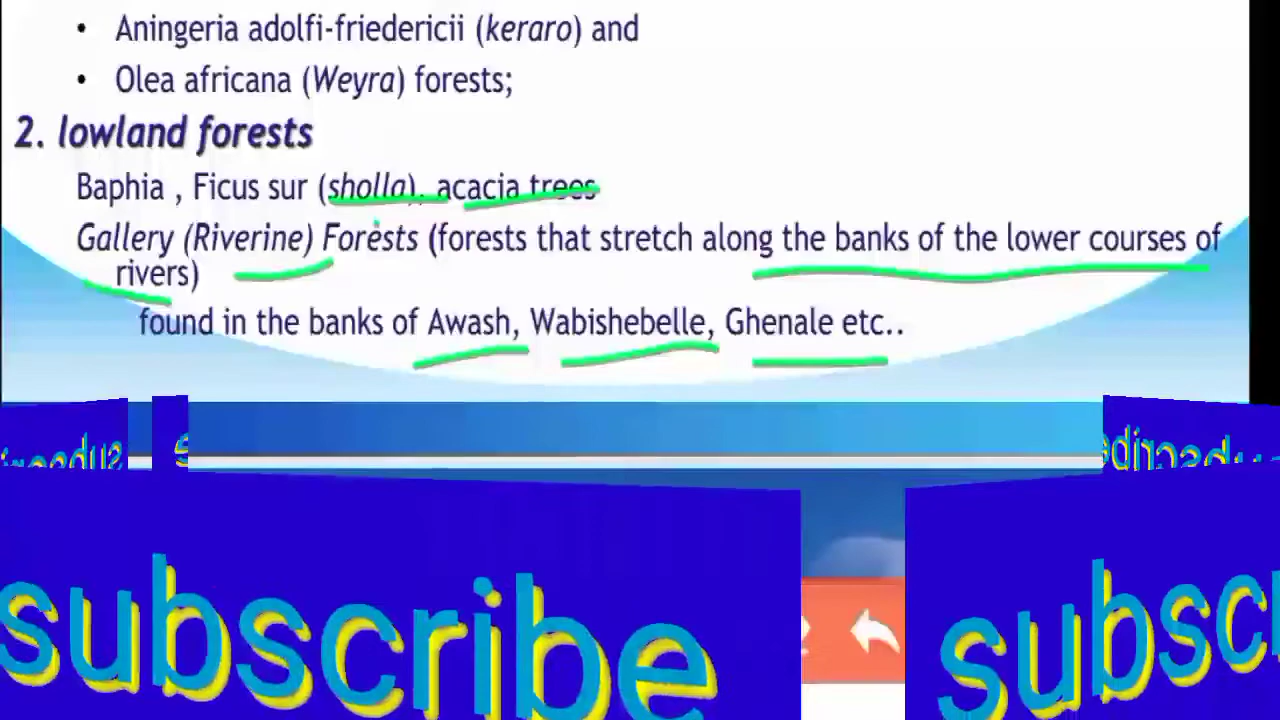 • Aningeria adolfi-friedericii (keraro) and
• Olea africana (Weyra) forests;
2. lowland forests
Baphia , Ficus sur (sholla), acacia trees
Gallery (Riverine) Forests (forests that stretch along the banks of the lower courses of
rivers)
found in the banks of Awash, Wabishebelle, Ghenale etc..
subscribe